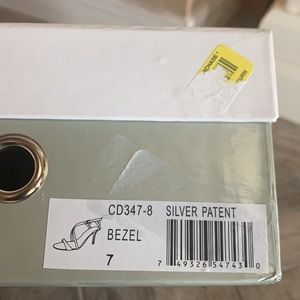 CD347-8 SILVER PATENT
BEZEL
7
7 49326 54743 0